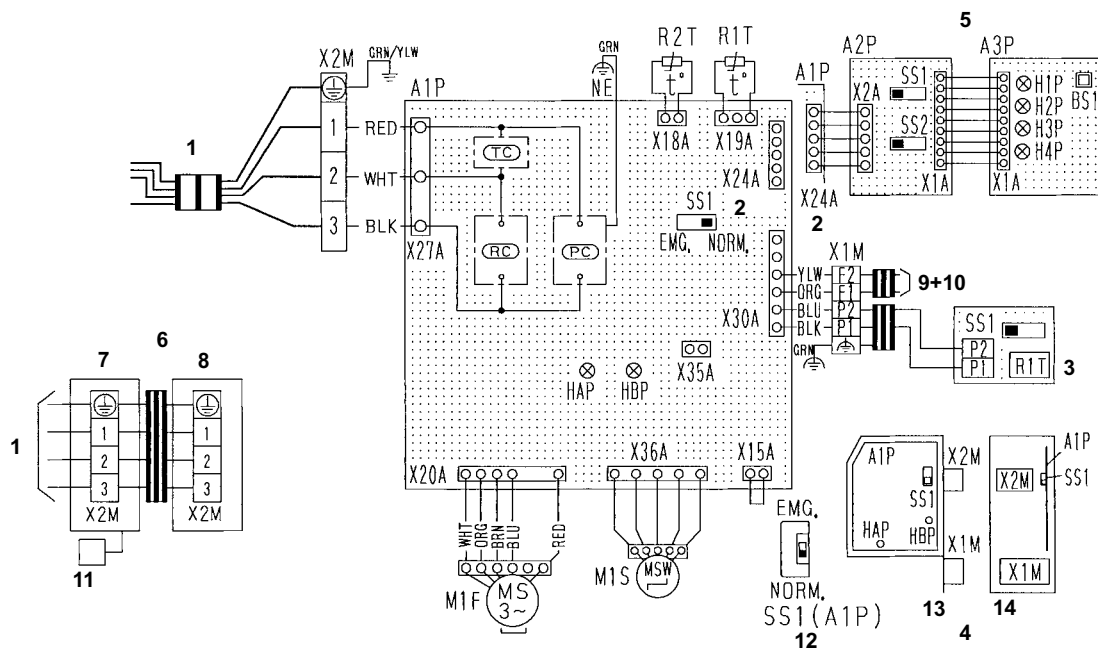 5
X2M
GRN/YLW
GRN
R2T
R1T
A2P
A3P
A1P
NE
t°
t°
A1P
SS1
X2A
H1P
BS1
H2P
SS2
H3P
H4P
1
1
RED
TC
X18A
X19A
X24A
X24A
X1A
X1A
2
WHT
2
2
SS1
EMG.
NORM.
3
BLK
X27A
RC
PC
X1M
YLW
F2
ORG
F1
9+10
BLU
P2
BLK
P1
X30A
SS1
GRN
P2
P1
R1T
3
X35A
HAP
HBP
6
7
8
1
1
1
2
2
3
3
X2M
X2M
11
X20A
X36A
X15A
WHT
ORG
BRN
BLU
RED
M1F
MS
3~
M1S
MSW
EMG.
NORM.
SS1(A1P)
12
A1P
X2M
SS1
HAP
HBP
X1M
13
A1P
X2M
SS1
X1M
14
4